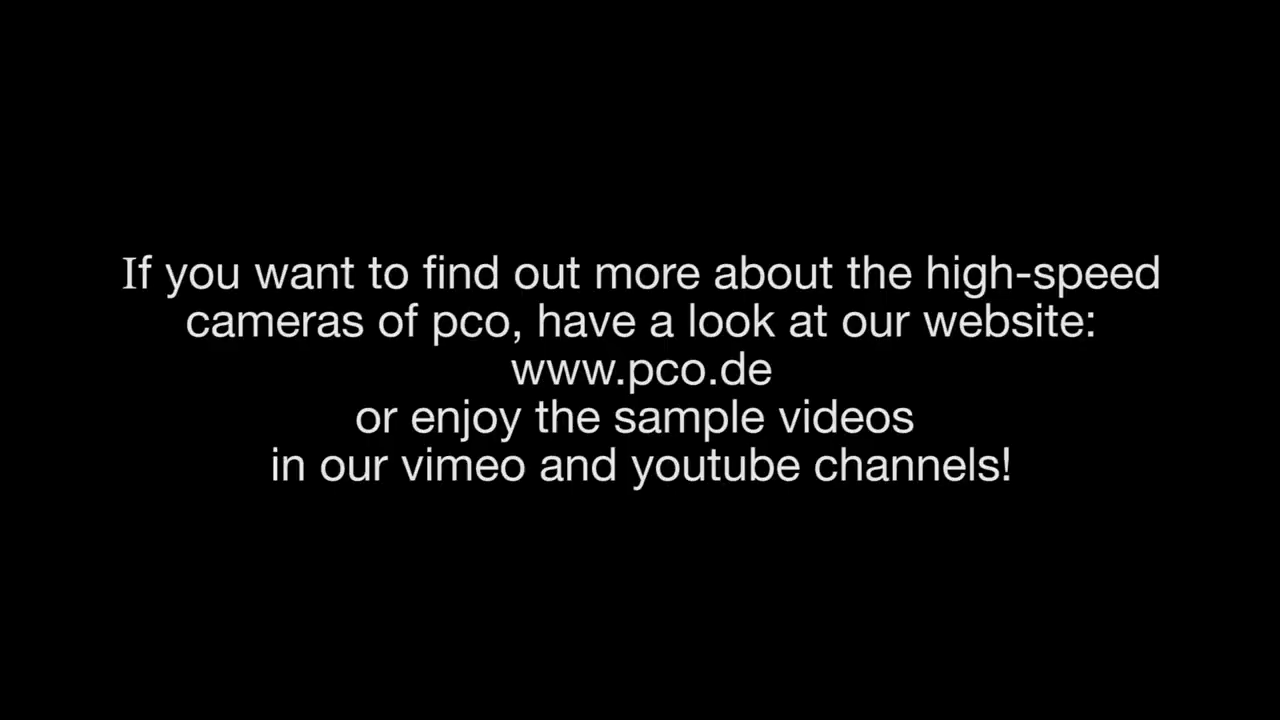 If you want to find out more about the high-speed
cameras of pco, have a look at our website:
www.pco.de
or enjoy the sample videos
in our vimeo and youtube channels!